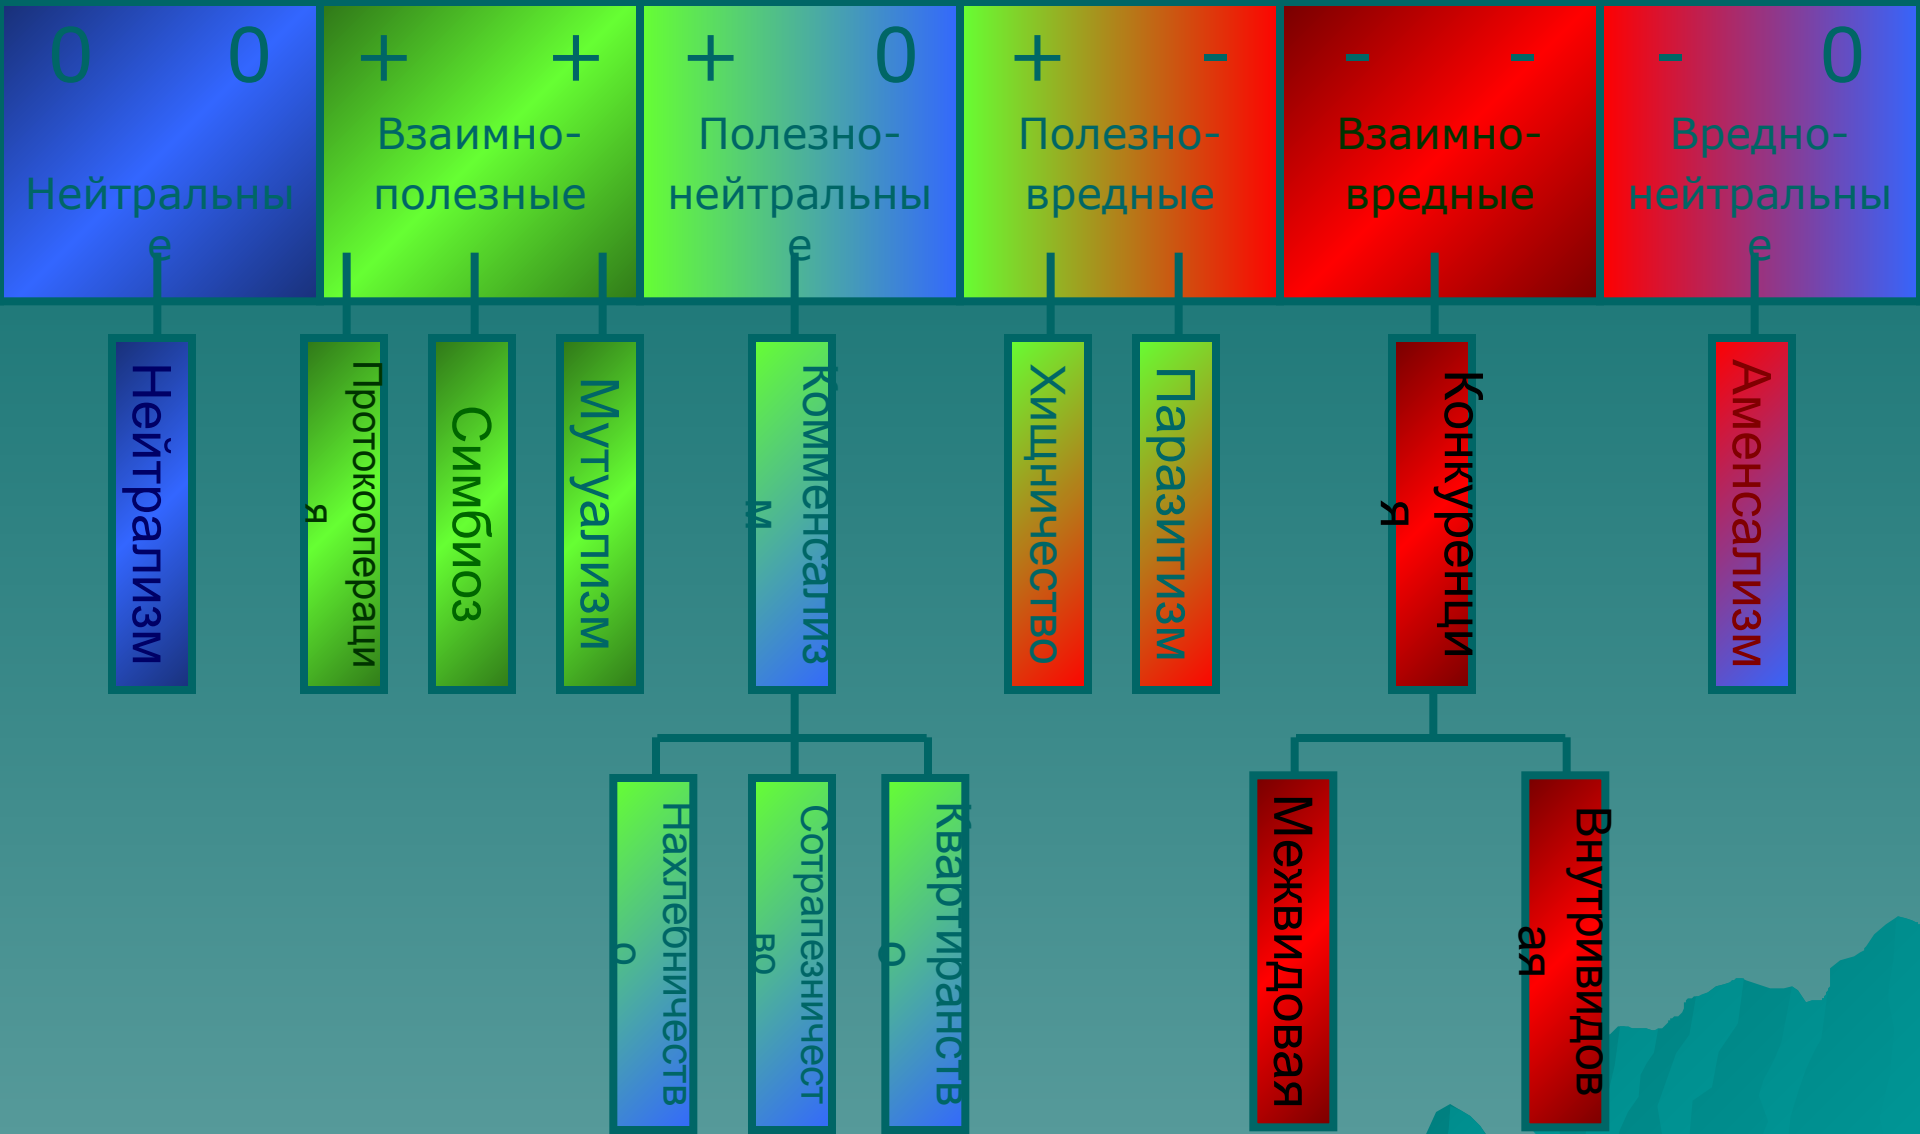 0 0
Нейтральны
е
+ +
Взаимно-
полезные
+ 0
Полезно-
нейтральны
е
+ -
Полезно-
вредные
- -
Взаимно-
вредные
- 0
Вредно-
нейтральны
е
Нейтрализм
Протокоопераци
я
Симбиоз
Мутуализм
Комменсализ
м
Хищничество
Паразитизм
Конкуренци
я
Аменсализм
Нахлебничеств
о
Сотрапезничест
во
Квартиранств
о
Межвидовая
Внутривидов
ая